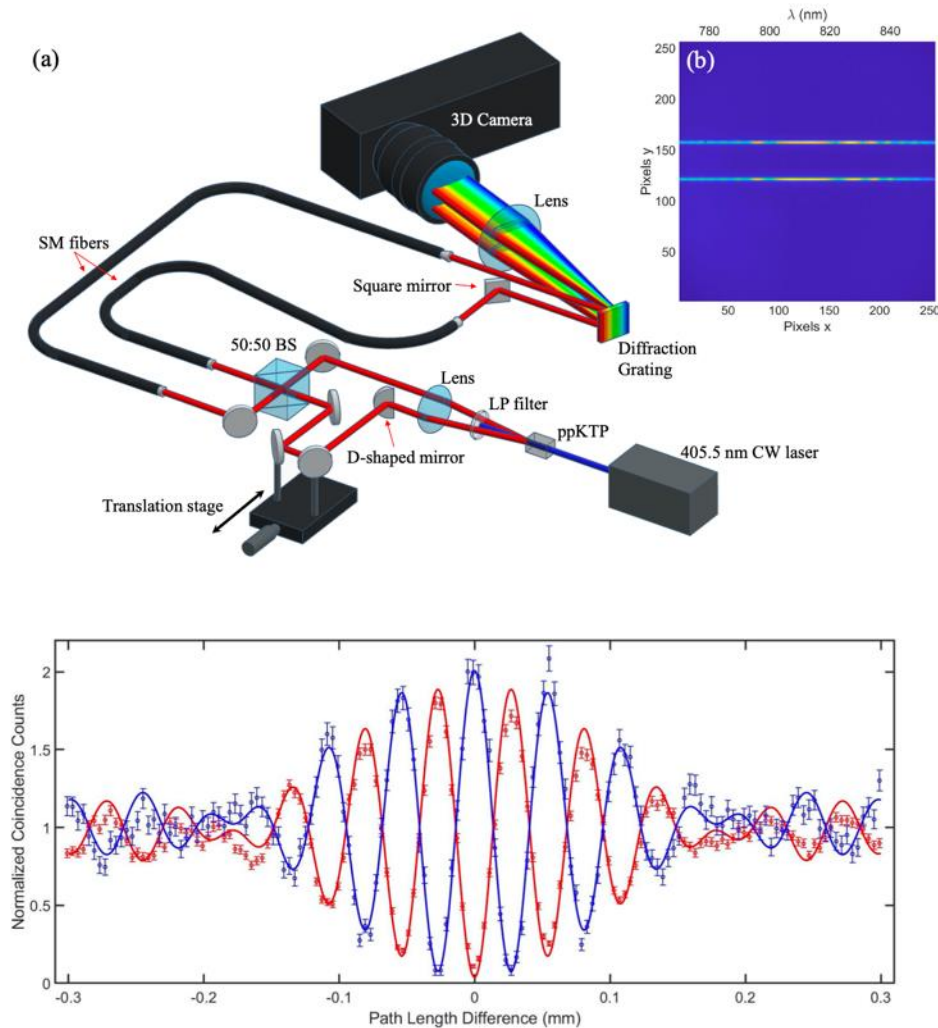 (a)
3D Camera
Lens
SM fibers
Square mirror
50:50 BS
Diffraction
Grating
Lens
LP filter
ppKTP
D-shaped mirror
405.5 nm CW laser
Translation stage
λ (nm)
780 800 820 840
(b)
250
200
150
100
50
Pixels y
50 100 150 200 250
Pixels x
2
1.5
1
0.5
0
Normalized Coincidence Counts
-0.3 -0.2 -0.1 0 0.1 0.2 0.3
Path Length Difference (mm)